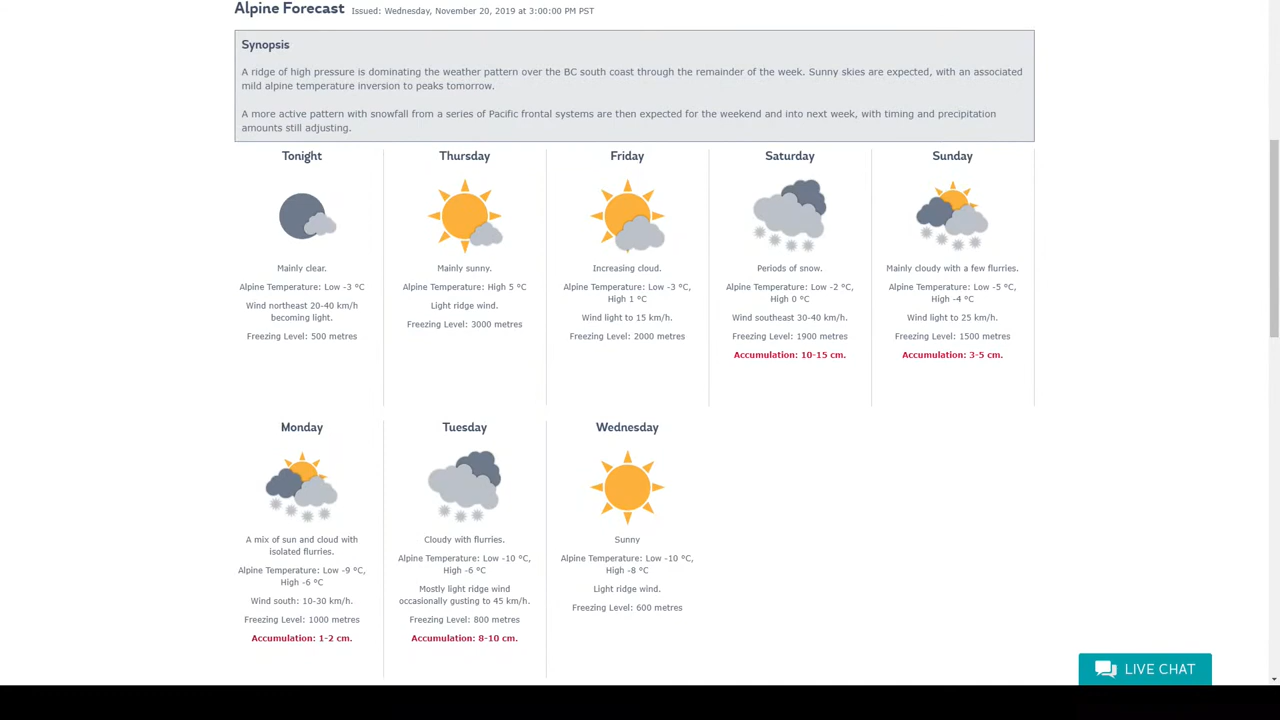 Alpine Forecast Issued: Wednesday, November 20, 2019 at 3:00:00 PM PST
Synopsis
A ridge of high pressure is dominating the weather pattern over the BC south coast through the remainder of the week. Sunny skies are expected, with an associated
mild alpine temperature inversion to peaks tomorrow.
A more active pattern with snowfall from a series of Pacific frontal systems are then expected for the weekend and into next week, with timing and precipitation
amounts still adjusting.
Tonight
Mainly clear.
Alpine Temperature: Low -3 °C
Wind northeast 20-40 km/h
becoming light.
Freezing Level: 500 metres
Thursday
Mainly sunny.
Alpine Temperature: High 5 °C
Light ridge wind.
Freezing Level: 3000 metres
Friday
Increasing cloud.
Alpine Temperature: Low -3 °C,
High 1 °C
Wind light to 15 km/h.
Freezing Level: 2000 metres
Saturday
Periods of snow.
Alpine Temperature: Low -2 °C,
High 0 °C
Wind southeast 30-40 km/h.
Freezing Level: 1900 metres
Accumulation: 10-15 cm.
Sunday
Mainly cloudy with a few flurries.
Alpine Temperature: Low -5 °C,
High -4 °C
Wind light to 25 km/h.
Freezing Level: 1500 metres
Accumulation: 3-5 cm.
Monday
A mix of sun and cloud with
isolated flurries.
Alpine Temperature: Low -9 °C,
High -6 °C
Wind south: 10-30 km/h.
Freezing Level: 1000 metres
Accumulation: 1-2 cm.
Tuesday
Cloudy with flurries.
Alpine Temperature: Low -10 °C,
High -6 °C
Mostly light ridge wind
occasionally gusting to 45 km/h.
Freezing Level: 800 metres
Accumulation: 8-10 cm.
Wednesday
Sunny
Alpine Temperature: Low -10 °C,
High -8 °C
Light ridge wind.
Freezing Level: 600 metres
LIVE CHAT